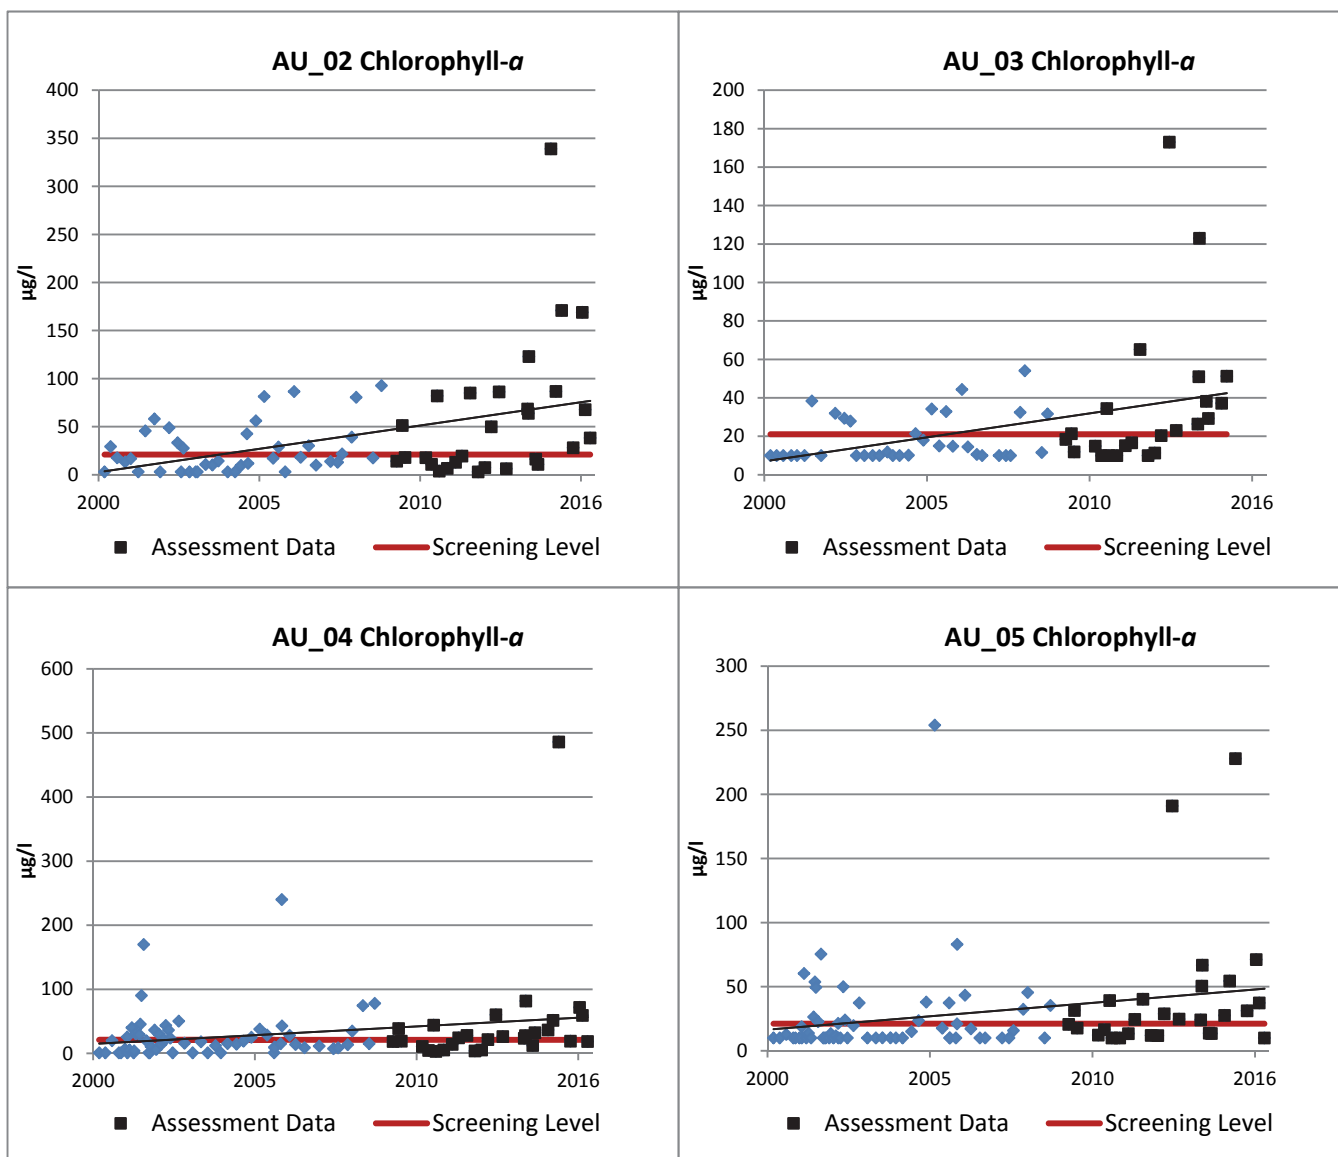 AU_02 Chlorophyll-a
400
350
300
250
200
150
100
50
0
µg/l
2000 2005 2010 2016
Assessment Data Screening Level
AU_03 Chlorophyll-a
200
180
160
140
120
100
80
60
40
20
0
µg/l
2000 2005 2010 2016
Assessment Data Screening Level
AU_04 Chlorophyll-a
600
500
400
300
200
100
0
µg/l
2000 2005 2010 2016
Assessment Data Screening Level
AU_05 Chlorophyll-a
300
250
200
150
100
50
0
µg/l
2000 2005 2010 2016
Assessment Data Screening Level